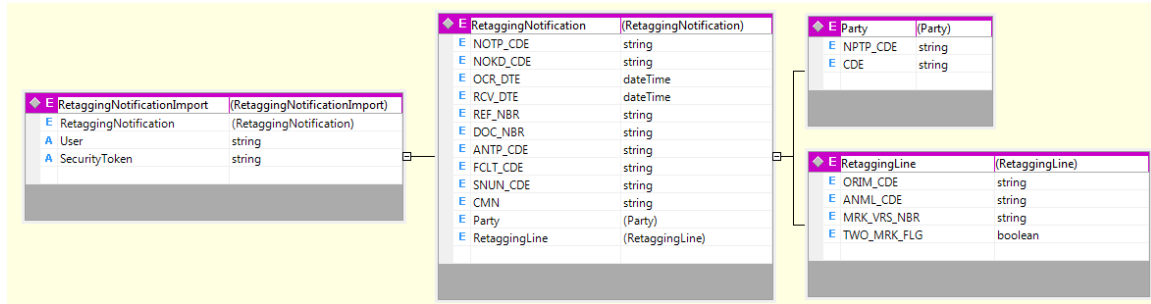 E RetaggingNotificationImport (RetaggingNotificationImport)
E RetaggingNotification (RetaggingNotification)
A User string
A SecurityToken string
E RetaggingNotification (RetaggingNotification)
E NOTP_CDE string
E NOKD_CDE string
E OCR_DTE dateTime
E RCV_DTE dateTime
E REF_NBR string
E DOC_NBR string
E ANTP_CDE string
E FCLT_CDE string
E SNUN_CDE string
E CMN string
E Party (Party)
E RetaggingLine (RetaggingLine)
E Party (Party)
E NPTP_CDE string
E CDE string
E RetaggingLine (RetaggingLine)
E ORIM_CDE string
E ANML_CDE string
E MRK_VRS_NBR string
E TWO_MRK_FLG boolean